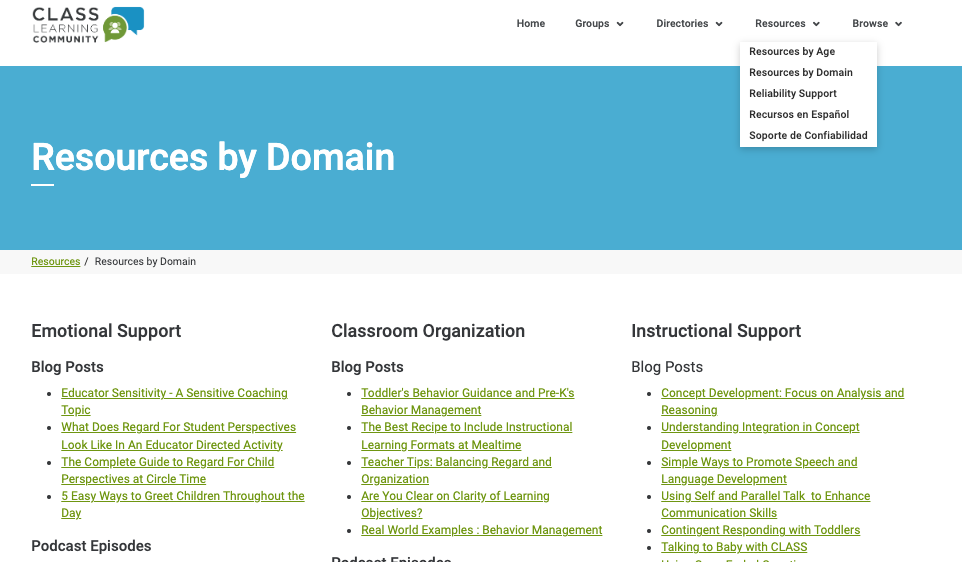 CLASS
LEARNING
COMMUNITY
Home
Groups
Directories
Resources
Browse
Resources by Age
Resources by Domain
Reliability Support
Recursos en Español
Soporte de Confiabilidad
Resources by Domain
Resources / Resources by Domain
Emotional Support
Blog Posts
Educator Sensitivity - A Sensitive Coaching
Topic
What Does Regard For Student Perspectives
Look Like In An Educator Directed Activity
The Complete Guide to Regard For Child
Perspectives at Circle Time
5 Easy Ways to Greet Children Throughout the
Day
Podcast Episodes
Classroom Organization
Blog Posts
Toddler's Behavior Guidance and Pre-K's
Behavior Management
The Best Recipe to Include Instructional
Learning Formats at Mealtime
Teacher Tips: Balancing Regard and
Organization
Are You Clear on Clarity of Learning
Objectives?
Real World Examples : Behavior Management
Podcast Episodes
Instructional Support
Blog Posts
Concept Development: Focus on Analysis and
Reasoning
Understanding Integration in Concept
Development
Simple Ways to Promote Speech and
Language Development
Using Self and Parallel Talk to Enhance
Communication Skills
Contingent Responding with Toddlers
Talking to Baby with CLASS